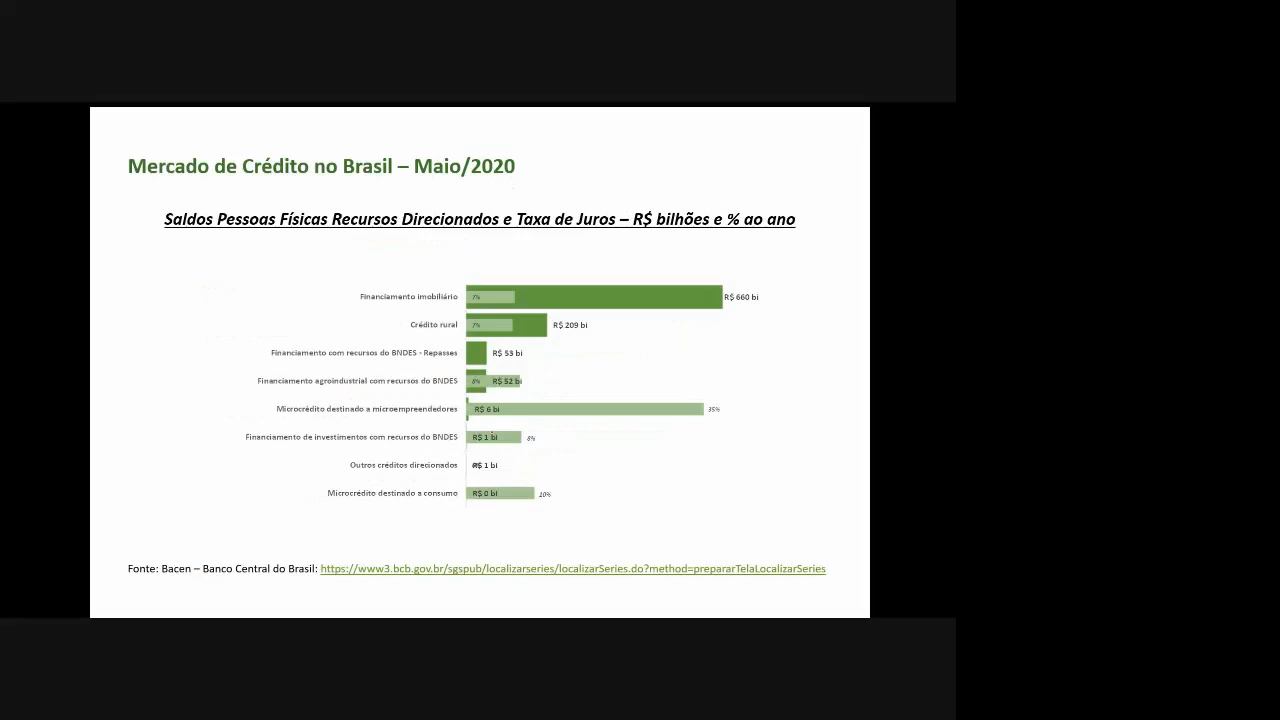 Mercado de Crédito no Brasil – Maio/2020
Saldos Pessoas Físicas Recursos Direcionados e Taxa de Juros – R$ bilhões e % ao ano
Financiamento imobiliário 7% R$ 660 bi
Crédito rural 7% R$ 209 bi
Financiamento com recursos do BNDES - Repasses R$ 53 bi
Financiamento agroindustrial com recursos do BNDES 8% R$ 52 bi
Microcrédito destinado a microempreendedores R$ 6 bi 35%
Financiamento de investimentos com recursos do BNDES R$ 1 bi 8%
Outros créditos direcionados R$ 1 bi
Microcrédito destinado a consumo R$ 0 bi 10%
Fonte: Bacen – Banco Central do Brasil: https://www3.bcb.gov.br/sgspub/localizarseries/localizarSeries.do?method=prepararTelaLocalizarSeries